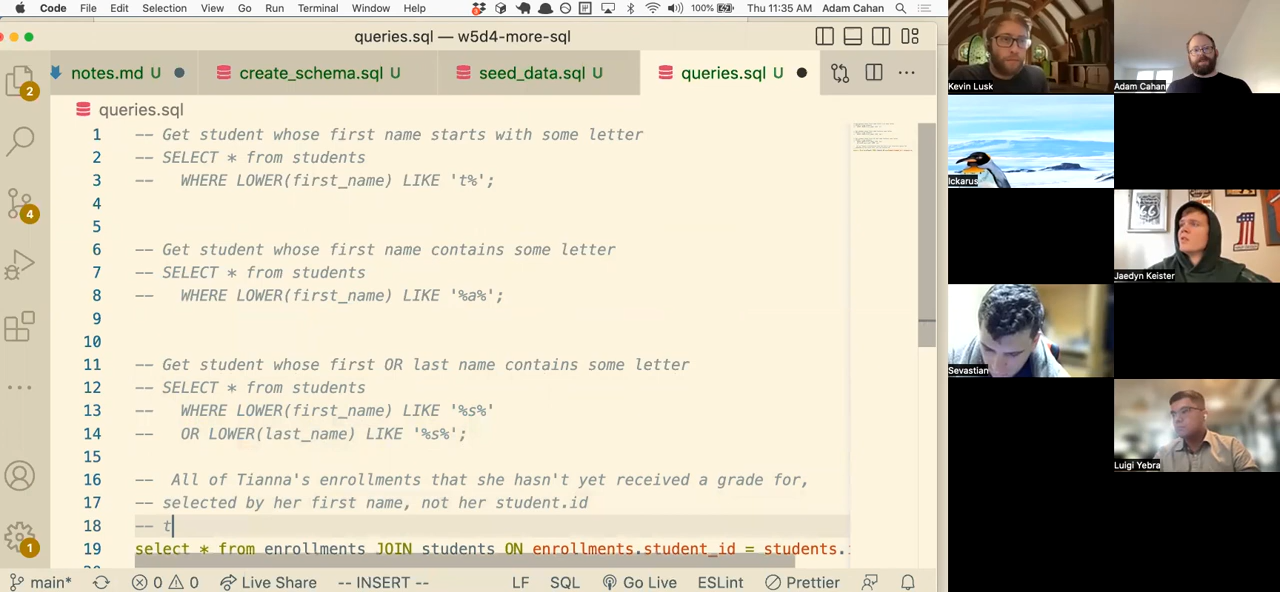 Code File Edit Selection View Go Run Terminal Window Help 100% Thu 11:35 AM Adam Cahan
queries.sql — w5d4-more-sql
notes.md U create_schema.sql U seed_data.sql U queries.sql U
queries.sql
1 -- Get student whose first name starts with some letter
2 -- SELECT * from students
3 -- WHERE LOWER(first_name) LIKE 't%';
4
5
6 -- Get student whose first name contains some letter
7 -- SELECT * from students
8 -- WHERE LOWER(first_name) LIKE '%a%';
9
10
11 -- Get student whose first OR last name contains some letter
12 -- SELECT * from students
13 -- WHERE LOWER(first_name) LIKE '%s%'
14 -- OR LOWER(last_name) LIKE '%s%';
15
16 -- All of Tianna's enrollments that she hasn't yet received a grade for,
17 -- selected by her first name, not her student.id
18 -- t
19 select * from enrollments JOIN students ON enrollments.student_id = students.
2
4
1
main* 0 0 Live Share -- INSERT -- LF SQL Go Live ESLint Prettier
Kevin Lusk
Adam Cahan
Ickarus
66
1
Jaedyn Keister
Sevastian
Luigi Yebra